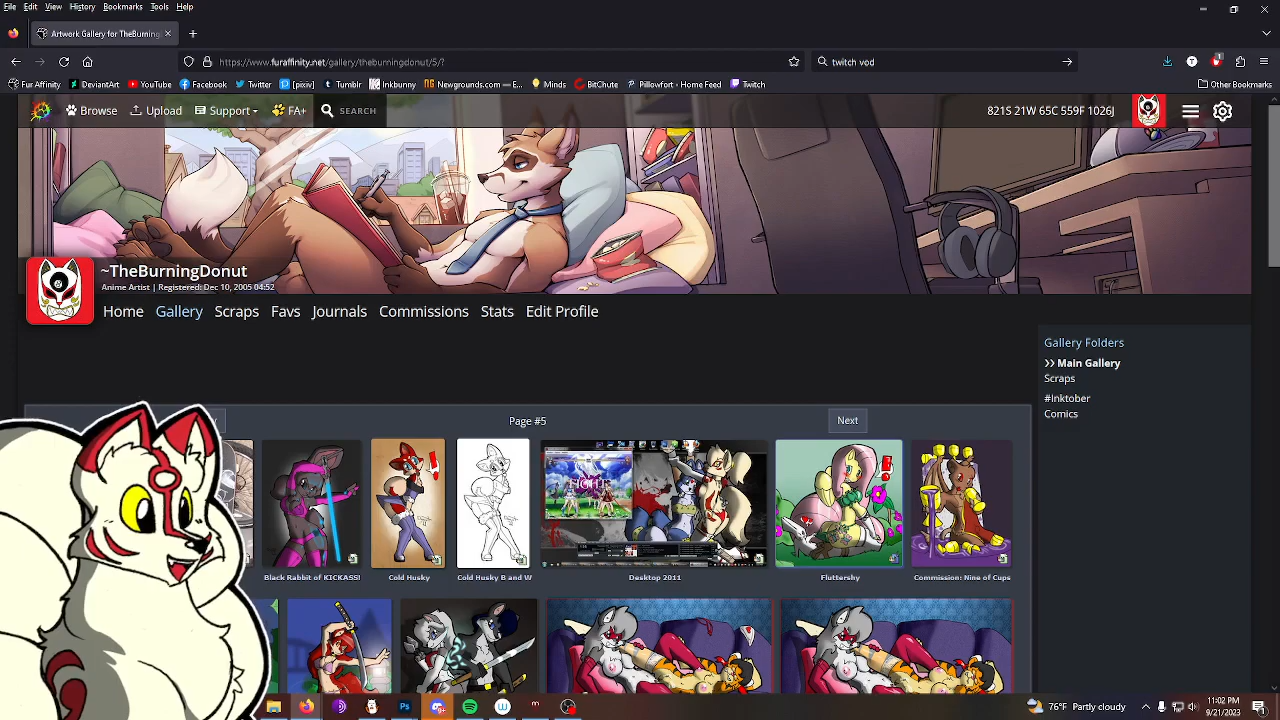 File Edit View History Bookmarks Tools Help
Artwork Gallery for TheBurning
https://www.furaffinity.net/gallery/theburningdonut/5/?
twitch vod
Fur Affinity DeviantArt YouTube Facebook Twitter [pixiv] Tumblr Inkbunny Newgrounds.com — E... Minds BitChute Pillowfort - Home Feed Twitch Other Bookmarks
Browse Upload Support FA+ SEARCH 821S 21W 65C 559F 1026J
~TheBurningDonut
Anime Artist | Registered: Dec 10, 2005 04:52
Home Gallery Scraps Favs Journals Commissions Stats Edit Profile
Gallery Folders
Main Gallery
Scraps
#Inktober
Comics
Page #5 Next
FIGHT
Black Rabbit of KICKASS! Cold Husky Cold Husky B and W Desktop 2011 Fluttershy Commission: Nine of Cups
76°F Partly cloudy
11:02 PM
9/21/2023